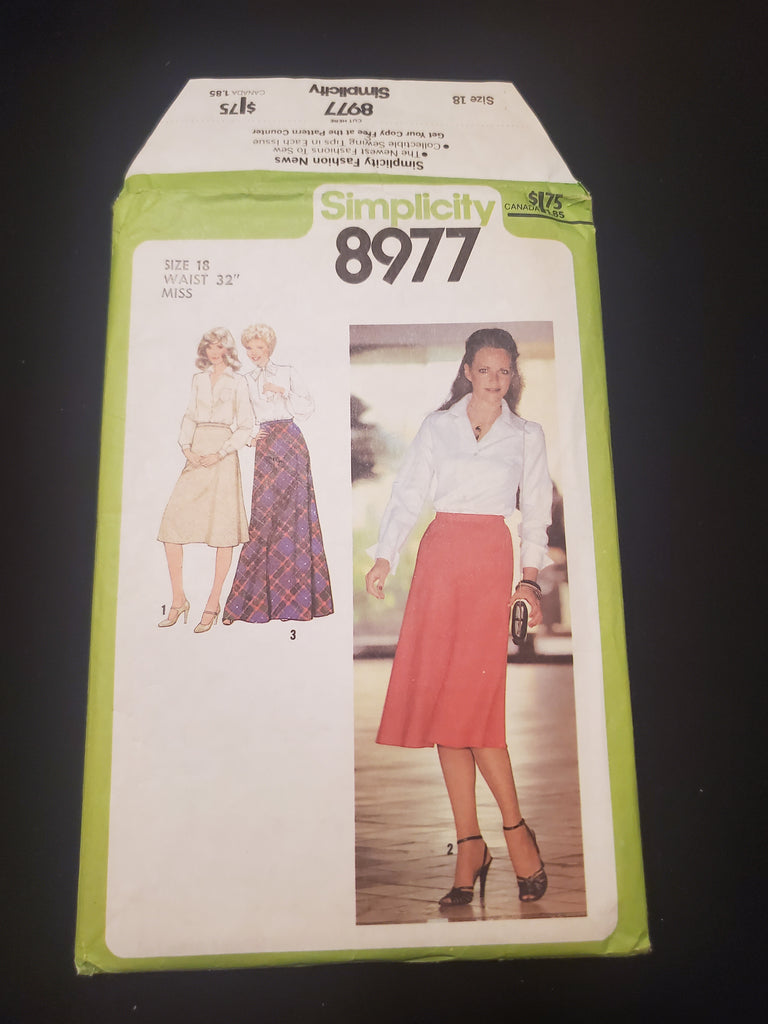 Size 18
8977
Simplicity
$1.75
CANADA 1.85
CUT HERE
Get Your Copy Free at the Pattern Counter
• Collectible Sewing Tips in Each Issue
• The Newest Fashions To Sew
Simplicity Fashion News
Simplicity
$1.75
CANADA 1.85
8977
SIZE 18
WAIST 32"
MISS
1
3
2